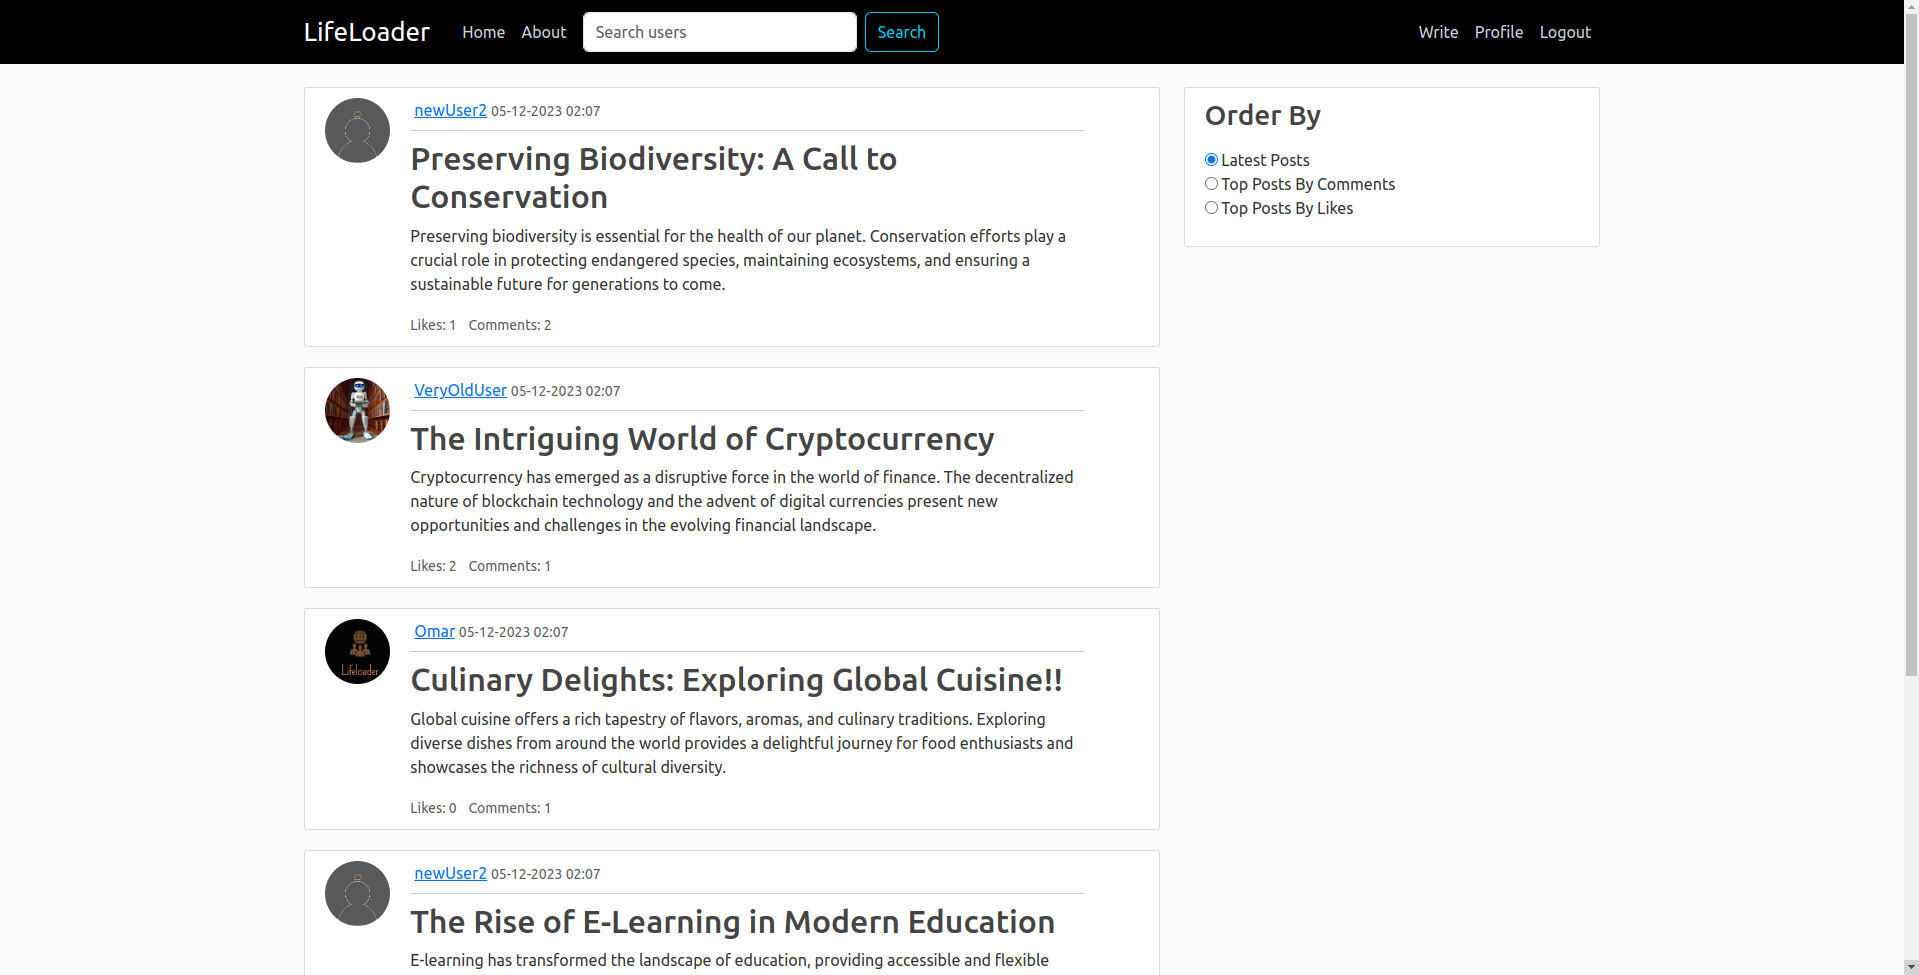 LifeLoader Home About Search users Search Write Profile Logout
newUser2 05-12-2023 02:07
Preserving Biodiversity: A Call to
Conservation
Preserving biodiversity is essential for the health of our planet. Conservation efforts play a
crucial role in protecting endangered species, maintaining ecosystems, and ensuring a
sustainable future for generations to come.
Likes: 1 Comments: 2
VeryOldUser 05-12-2023 02:07
The Intriguing World of Cryptocurrency
Cryptocurrency has emerged as a disruptive force in the world of finance. The decentralized
nature of blockchain technology and the advent of digital currencies present new
opportunities and challenges in the evolving financial landscape.
Likes: 2 Comments: 1
Lifeloader
Omar 05-12-2023 02:07
Culinary Delights: Exploring Global Cuisine!!
Global cuisine offers a rich tapestry of flavors, aromas, and culinary traditions. Exploring
diverse dishes from around the world provides a delightful journey for food enthusiasts and
showcases the richness of cultural diversity.
Likes: 0 Comments: 1
newUser2 05-12-2023 02:07
The Rise of E-Learning in Modern Education
E-learning has transformed the landscape of education, providing accessible and flexible
Order By
Latest Posts
Top Posts By Comments
Top Posts By Likes